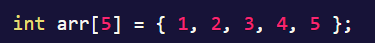 int arr[5] = { 1, 2, 3, 4, 5 };